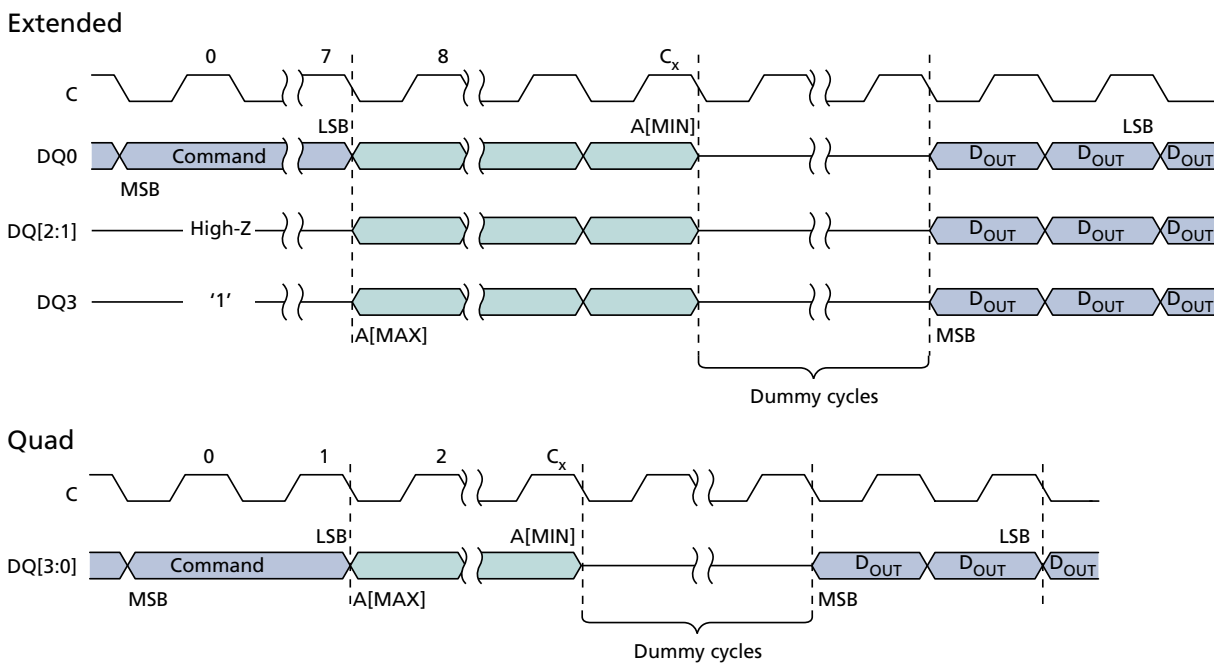 Extended
0 7 8 Cx
C
LSB A[MIN] LSB
DQ0 Command DOUT DOUT DOUT
MSB
DQ[2:1] High-Z DOUT DOUT DOUT
DQ3 ‘1’ DOUT DOUT DOUT
A[MAX] MSB
Dummy cycles
Quad
0 1 2 Cx
C
LSB A[MIN] LSB
DQ[3:0] Command DOUT DOUT DOUT
MSB A[MAX] MSB
Dummy cycles